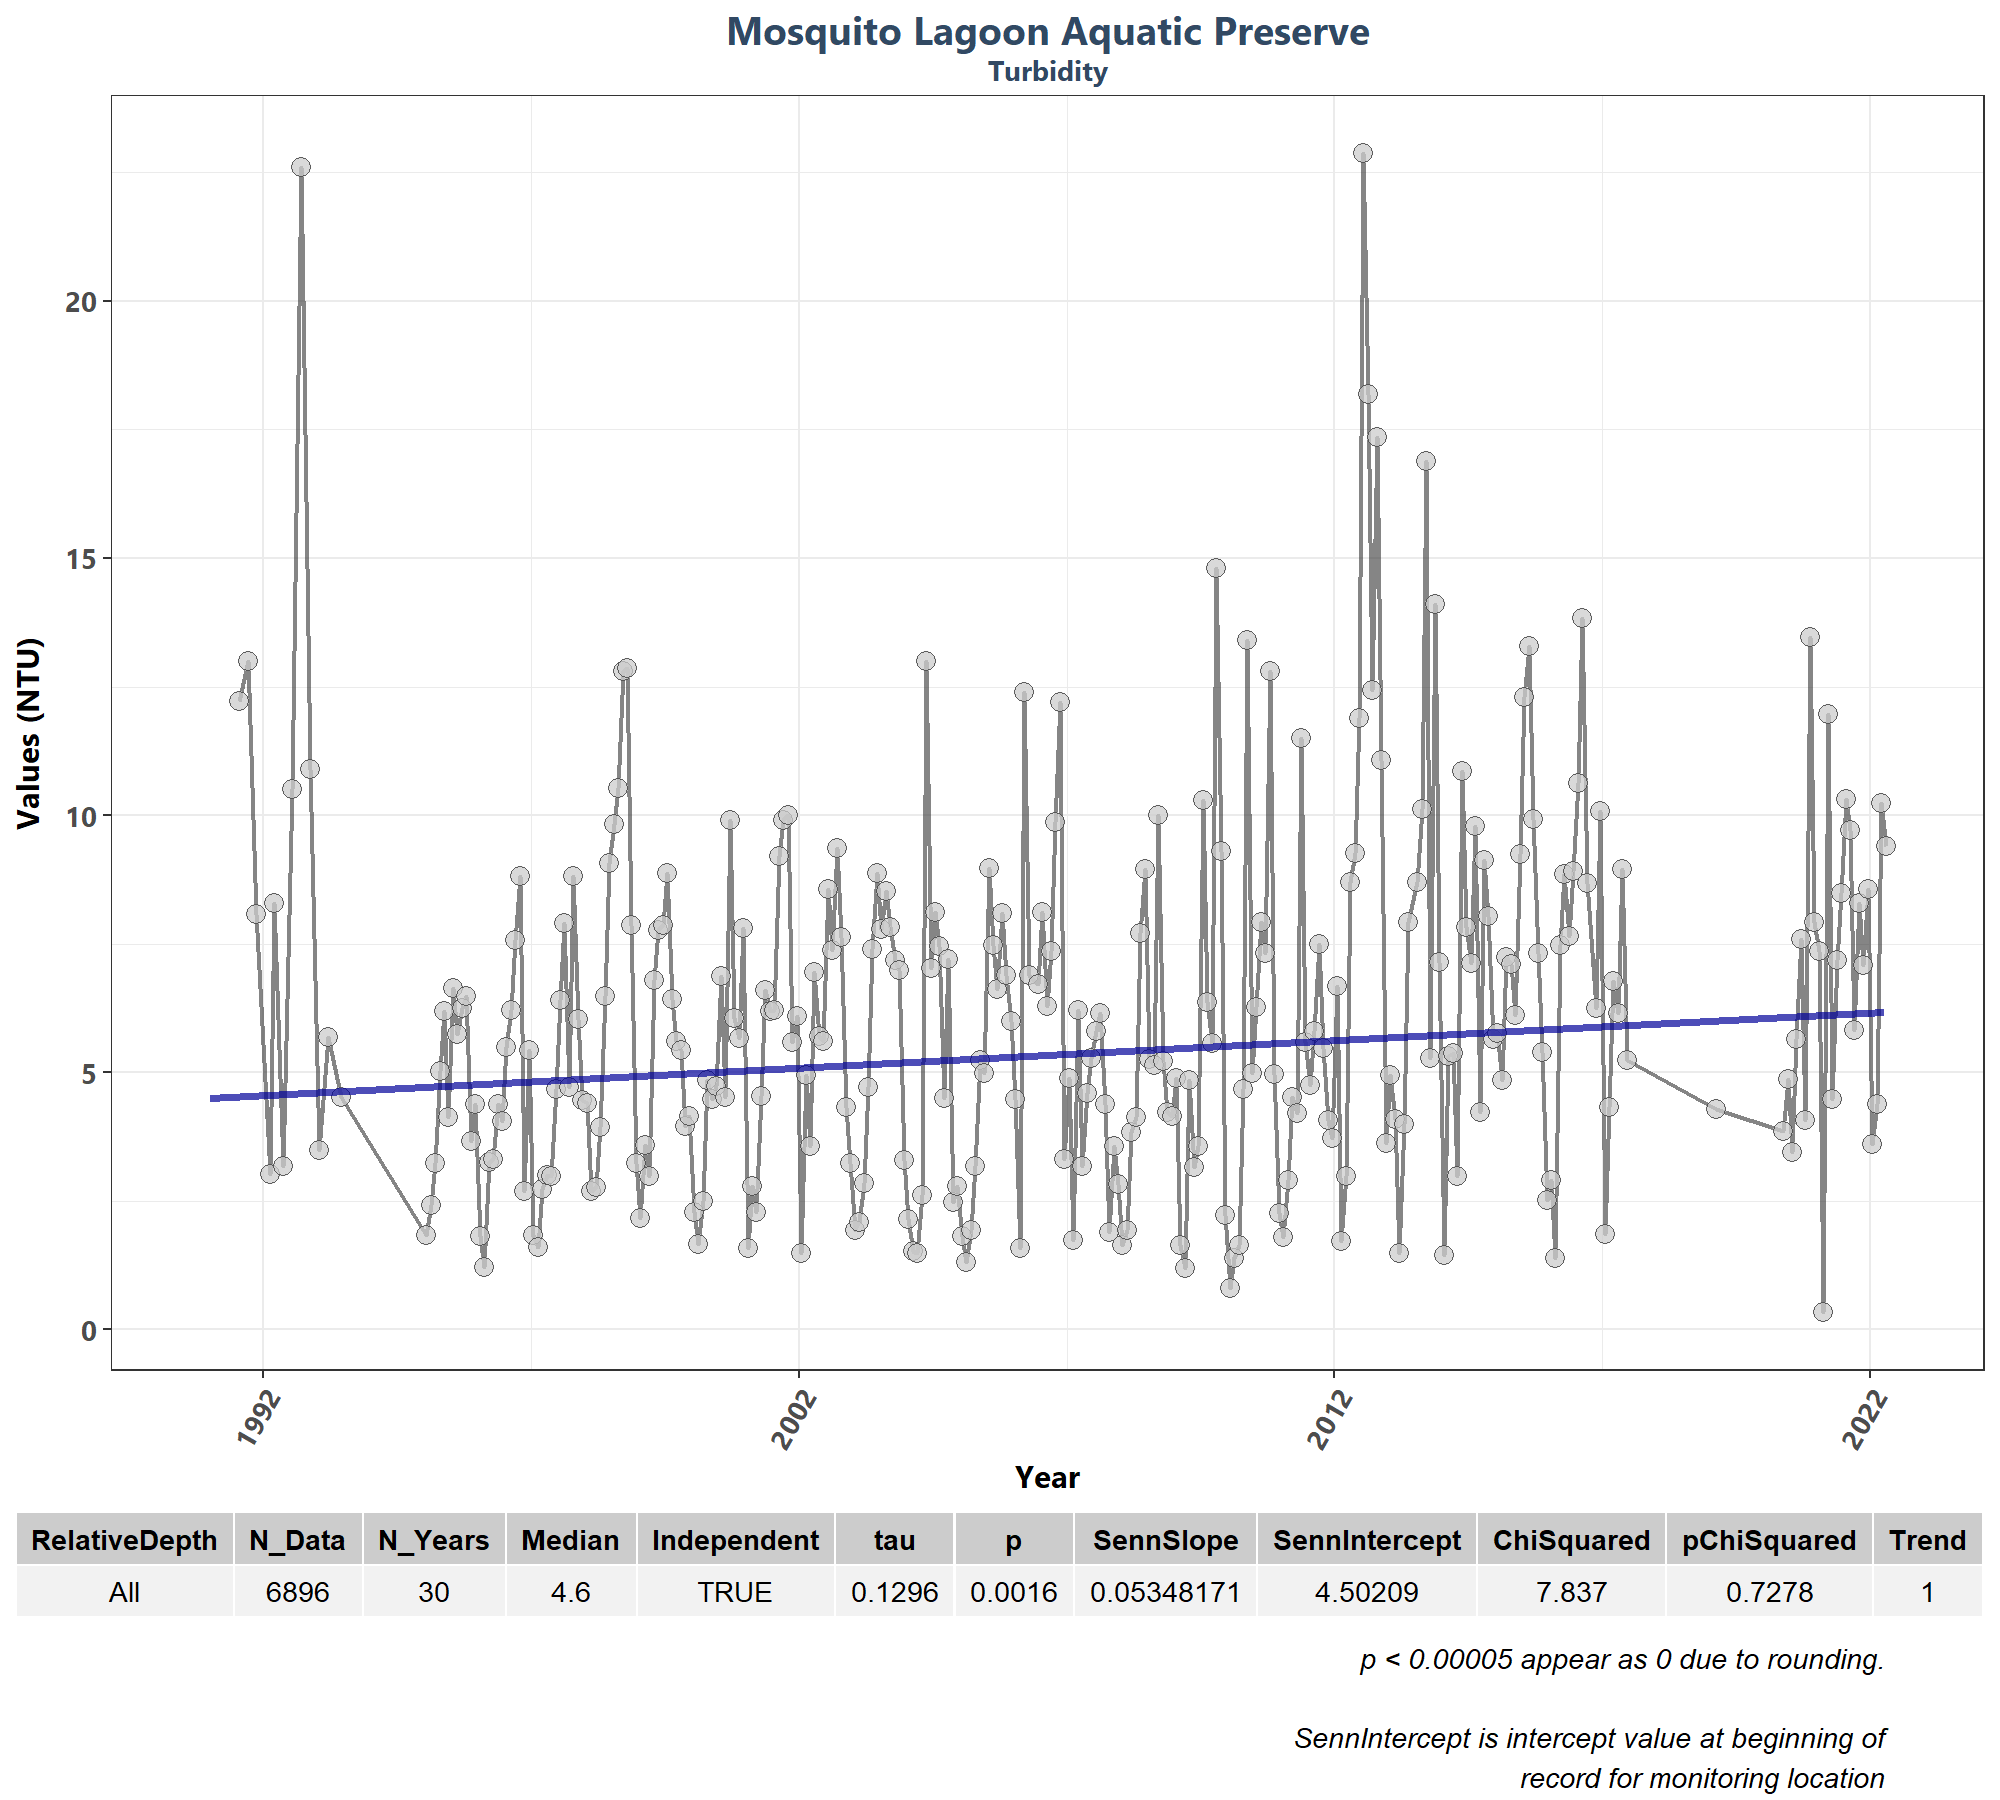 Mosquito Lagoon Aquatic Preserve
Turbidity
Values (NTU)
20
15
10
5
0
1992
2002
2012
2022
Year
RelativeDepth N_Data N_Years Median Independent tau p SennSlope SennIntercept ChiSquared pChiSquared Trend
All 6896 30 4.6 TRUE 0.1296 0.0016 0.05348171 4.50209 7.837 0.7278 1
p < 0.00005 appear as 0 due to rounding.
SennIntercept is intercept value at beginning of
record for monitoring location